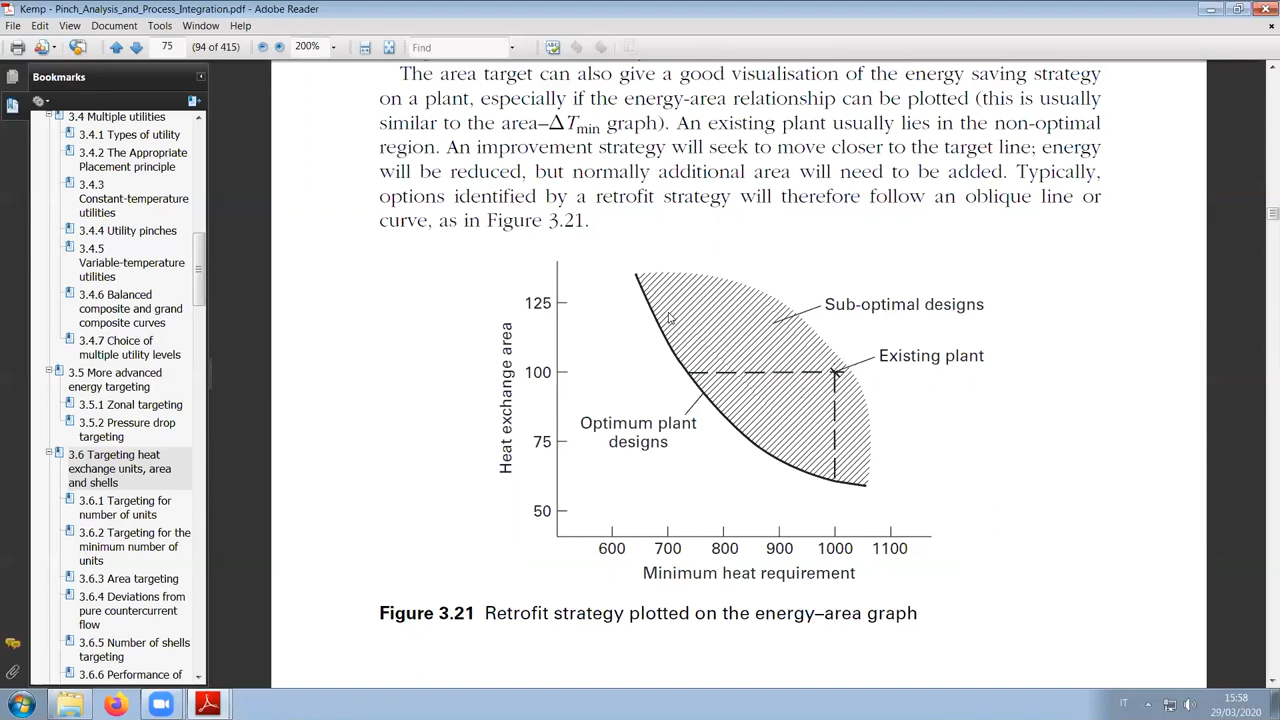 Kemp - Pinch_Analysis_and_Process_Integration.pdf - Adobe Reader
File Edit View Document Tools Window Help
75 (94 of 415) 200% Find
Bookmarks
3.4 Multiple utilities
3.4.1 Types of utility
3.4.2 The Appropriate
Placement principle
3.4.3
Constant-temperature
utilities
3.4.4 Utility pinches
3.4.5
Variable-temperature
utilities
3.4.6 Balanced
composite and grand
composite curves
3.4.7 Choice of
multiple utility levels
3.5 More advanced
energy targeting
3.5.1 Zonal targeting
3.5.2 Pressure drop
targeting
3.6 Targeting heat
exchange units, area
and shells
3.6.1 Targeting for
number of units
3.6.2 Targeting for the
minimum number of
units
3.6.3 Area targeting
3.6.4 Deviations from
pure countercurrent
flow
3.6.5 Number of shells
targeting
3.6.6 Performance of
The area target can also give a good visualisation of the energy saving strategy
on a plant, especially if the energy-area relationship can be plotted (this is usually
similar to the area–ΔTmin graph). An existing plant usually lies in the non-optimal
region. An improvement strategy will seek to move closer to the target line; energy
will be reduced, but normally additional area will need to be added. Typically,
options identified by a retrofit strategy will therefore follow an oblique line or
curve, as in Figure 3.21.
Heat exchange area
125
100
75
50
Sub-optimal designs
Existing plant
Optimum plant
designs
600 700 800 900 1000 1100
Minimum heat requirement
Figure 3.21 Retrofit strategy plotted on the energy–area graph
IT
15:58
29/03/2020